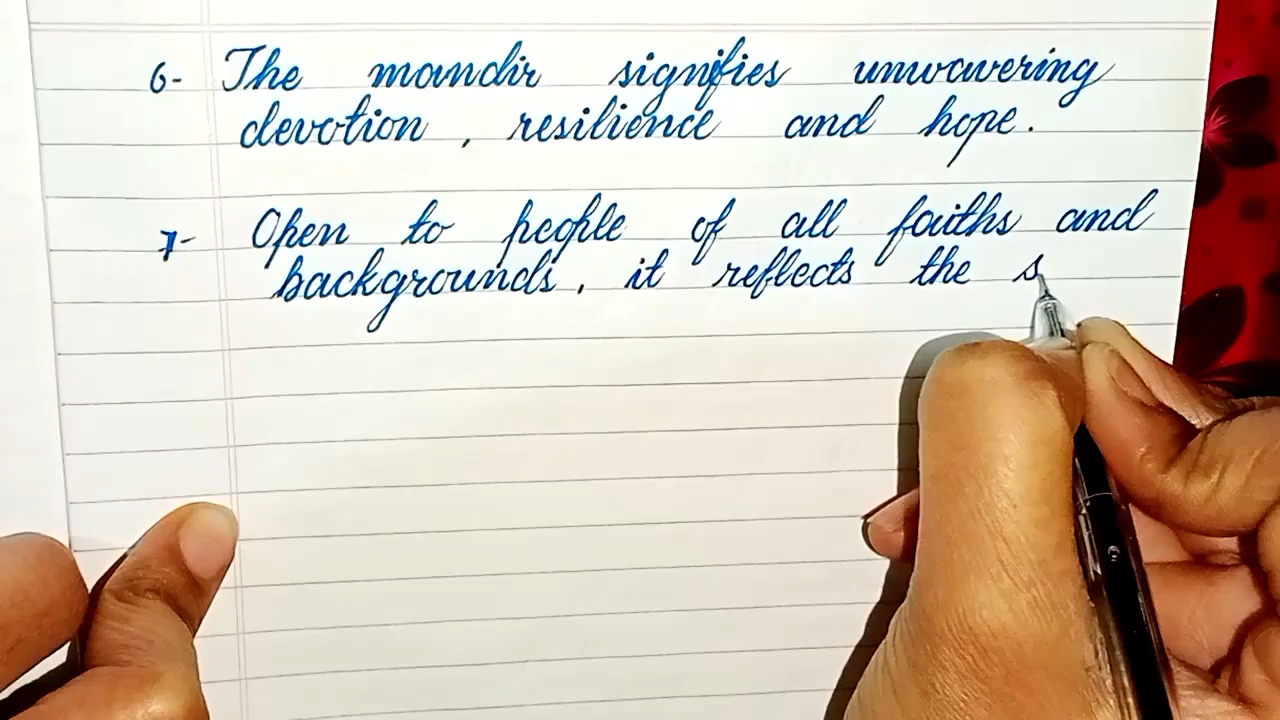 6- The mandir signifies unwavering
devotion, resilience and hope.
7- Open to people of all faiths and
backgrounds, it reflects the s